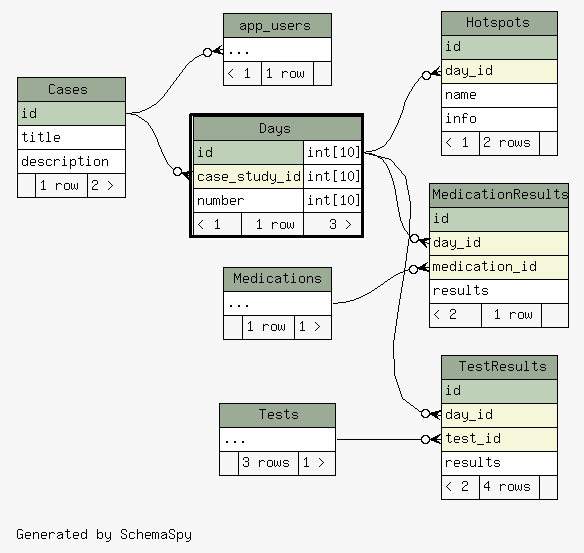 app_users
...
< 1 1 row
Hotspots
id
day_id
name
info
< 1 2 rows
Cases
id
title
description
1 row 2 >
Days
id int[10]
case_study_id int[10]
number int[10]
< 1 1 row 3 >
MedicationResults
id
day_id
medication_id
results
< 2 1 row
Medications
...
1 row 1 >
TestResults
id
day_id
test_id
results
< 2 4 rows
Tests
...
3 rows 1 >
Generated by SchemaSpy